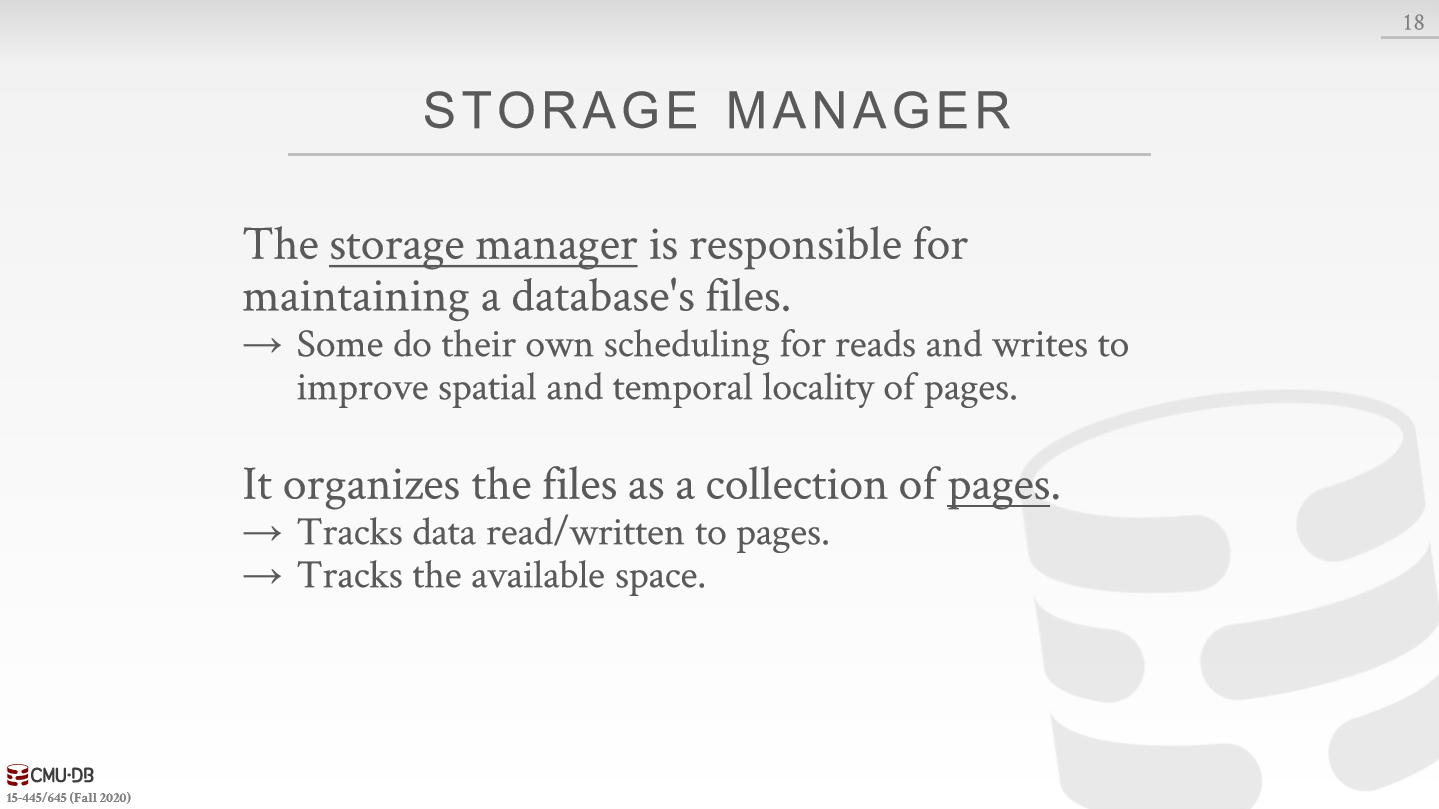 18
STORAGE MANAGER
The storage manager is responsible for
maintaining a database's files.
→ Some do their own scheduling for reads and writes to
improve spatial and temporal locality of pages.
It organizes the files as a collection of pages.
→ Tracks data read/written to pages.
→ Tracks the available space.
CMU·DB
15-445/645 (Fall 2020)